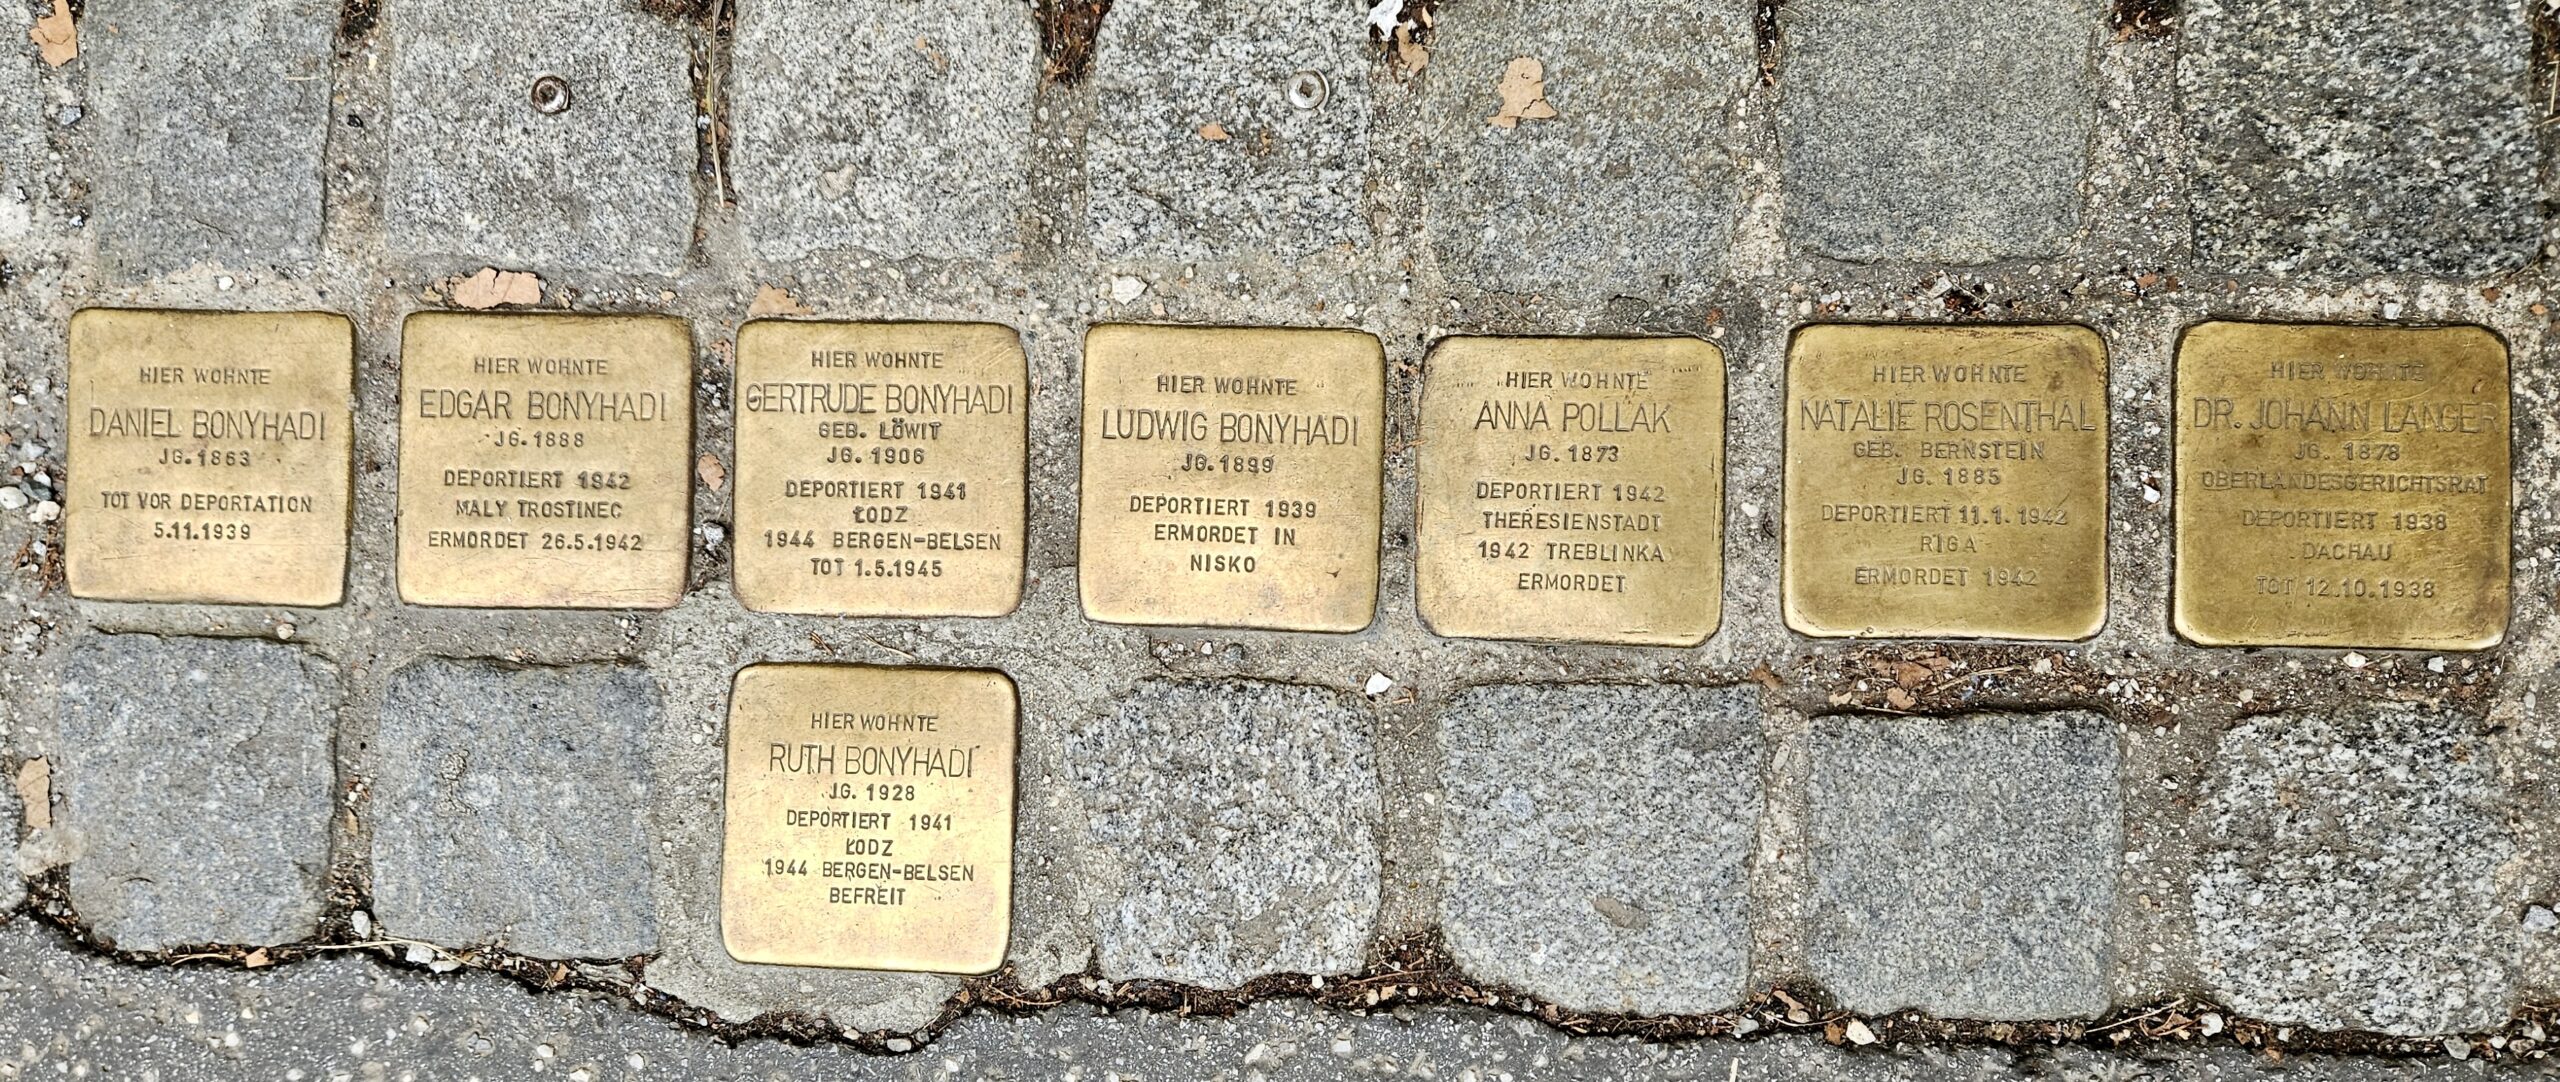 HIER WOHNTE
DANIEL BONYHADI
JG. 1863
TOT VOR DEPORTATION
5.11.1939
HIER WOHNTE
EDGAR BONYHADI
JG. 1888
DEPORTIERT 1942
MALY TROSTINEC
ERMORDET 26.5.1942
HIER WOHNTE
GERTRUDE BONYHADI
GEB. LÖWIT
JG. 1906
DEPORTIERT 1941
ŁODZ
1944 BERGEN-BELSEN
TOT 1.5.1945
HIER WOHNTE
LUDWIG BONYHADI
JG. 1899
DEPORTIERT 1939
ERMORDET IN
NISKO
HIER WOHNTE
ANNA POLLAK
JG. 1873
DEPORTIERT 1942
THERESIENSTADT
1942 TREBLINKA
ERMORDET
HIER WOHNTE
NATALIE ROSENTHAL
GEB. BERNSTEIN
JG. 1885
DEPORTIERT 11.1.1942
RIGA
ERMORDET 1942
HIER WOHNTE
DR. JOHANN LANGER
JG. 1878
OBERLANDESGERICHTSRAT
DEPORTIERT 1938
DACHAU
TOT 12.10.1938
HIER WOHNTE
RUTH BONYHADI
JG. 1928
DEPORTIERT 1941
ŁODZ
1944 BERGEN-BELSEN
BEFREIT